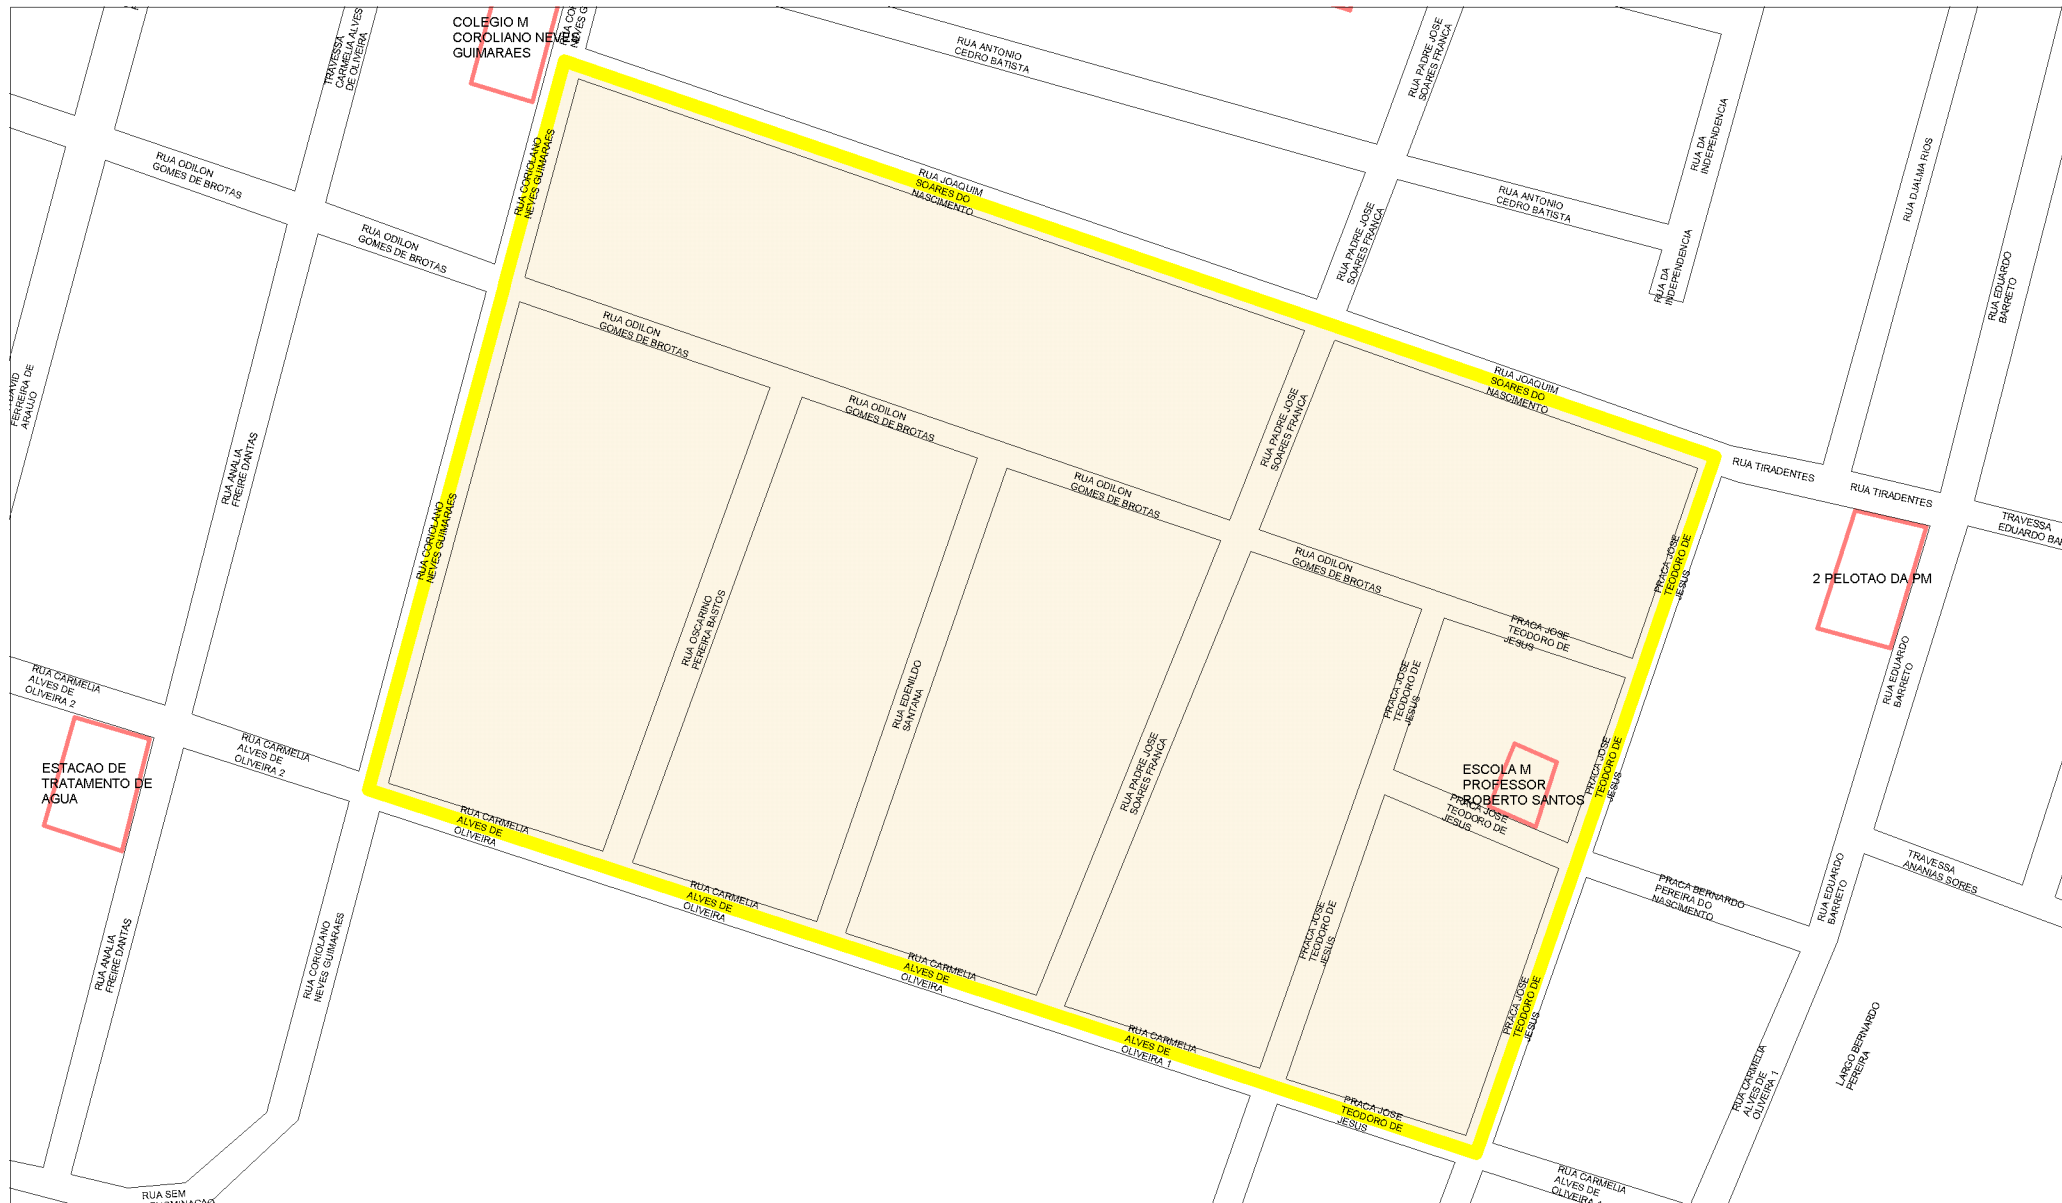 COLEGIO M
COROLIANO NEVES
GUIMARAES
TRAVESSA
CARMELIA ALVES
DE OLIVEIRA
RUA ANTONIO
CEDRO BATISTA
RUA PADRE JOSE
SOARES FRANCA
RUA DA
INDEPENDENCIA
RUA DJALMA RIOS
RUA ODILON
GOMES DE BROTAS
RUA CORIOLANO
NEVES GUIMARAES
RUA JOAQUIM
SOARES DO
NASCIMENTO
RUA ANTONIO
CEDRO BATISTA
RUA PADRE JOSE
SOARES FRANCA
RUA ODILON
GOMES DE BROTAS
RUA DA
INDEPENDENCIA
RUA EDUARDO
BARRETO
RUA ODILON
GOMES DE BROTAS
FERREIRA DE
ARAUJO
RUA ODILON
GOMES DE BROTAS
RUA PADRE JOSE
SOARES FRANCA
RUA JOAQUIM
SOARES DO
NASCIMENTO
RUA ANALIA
FREIRE DANTAS
RUA TIRADENTES
RUA TIRADENTES
RUA CORIOLANO
NEVES GUIMARAES
RUA ODILON
GOMES DE BROTAS
TRAVESSA
EDUARDO BA
RUA ODILON
GOMES DE BROTAS
PRACA JOSE
TEODORO DE
JESUS
2 PELOTAO DA PM
RUA OSCARINO
PEREIRA BASTOS
PRACA JOSE
TEODORO DE
JESUS
RUA CARMELIA
ALVES DE
OLIVEIRA 2
RUA EDENILDO
SANTANA
PRACA JOSE
TEODORO DE
JESUS
RUA EDUARDO
BARRETO
RUA CARMELIA
ALVES DE
OLIVEIRA 2
ESTACAO DE
TRATAMENTO DE
AGUA
RUA PADRE JOSE
SOARES FRANCA
ESCOLA M
PROFESSOR
ROBERTO SANTOS
PRACA JOSE
TEODORO DE
JESUS
PRACA JOSE
TEODORO DE
JESUS
RUA CARMELIA
ALVES DE
OLIVEIRA
RUA CARMELIA
ALVES DE
OLIVEIRA
TRAVESSA
ANANIAS SORES
RUA EDUARDO
BARRETO
PRACA BERNARDO
PEREIRA DO
NASCIMENTO
RUA ANALIA
FREIRE DANTAS
RUA CORIOLANO
NEVES GUIMARAES
RUA CARMELIA
ALVES DE
OLIVEIRA
PRACA JOSE
TEODORO DE
JESUS
PRACA JOSE
TEODORO DE
JESUS
RUA CARMELIA
ALVES DE
OLIVEIRA 1
LARGO BERNARDO
PEREIRA
RUA CARMELIA
ALVES DE
OLIVEIRA 1
PRACA JOSE
TEODORO DE
JESUS
RUA CARMELIA
ALVES DE
RUA SEM